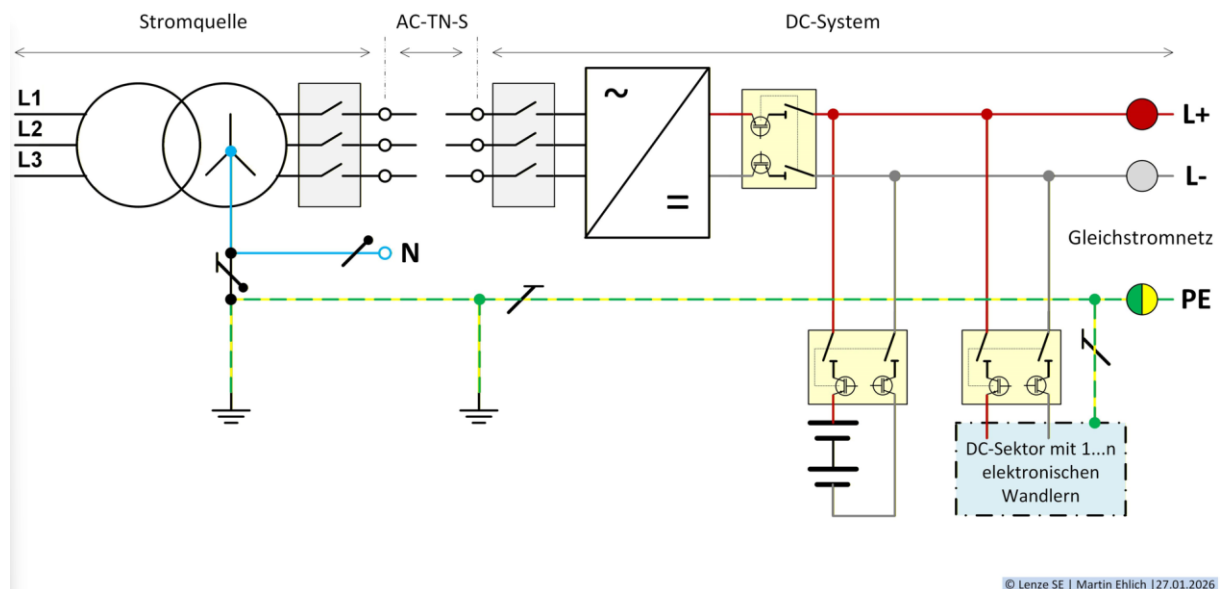 Stromquelle
AC-TN-S
DC-System
L1
L2
L3
~
=
N
L+
L-
Gleichstromnetz
PE
DC-Sektor mit 1...n
elektronischen
Wandlern
© Lenze SE | Martin Ehlich |27.01.2026